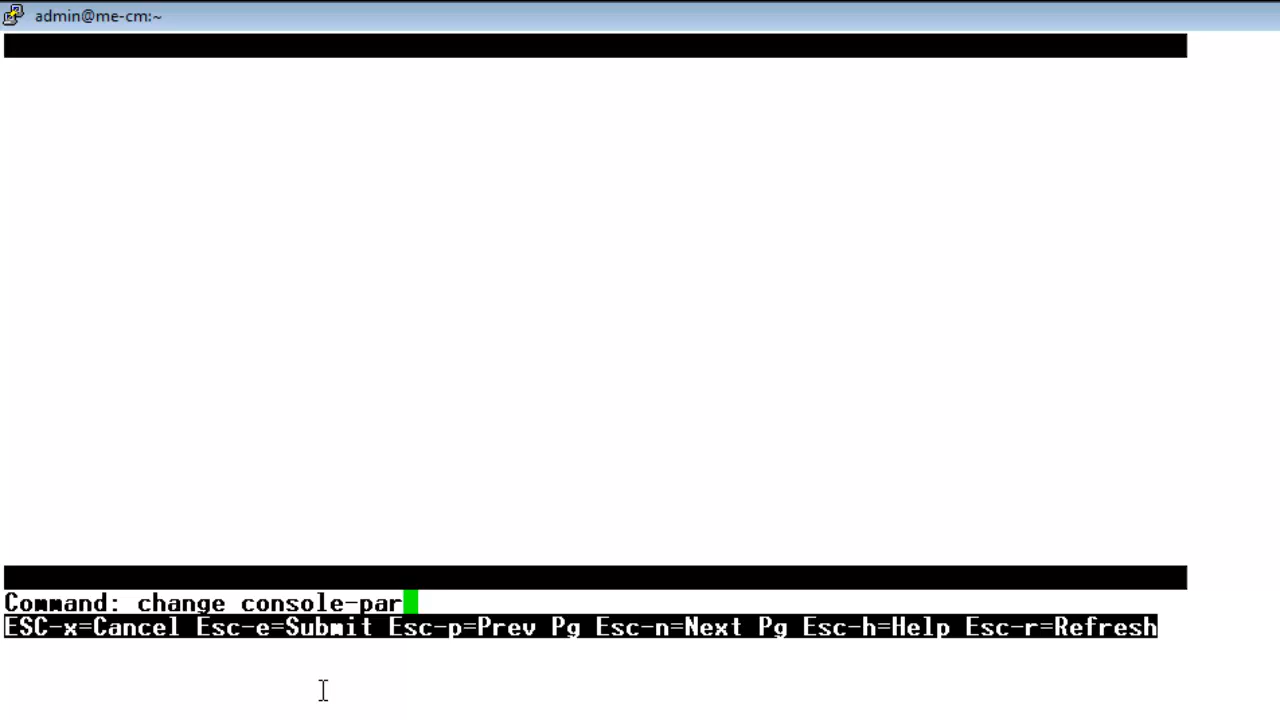 admin@me-cm:~
Command: change console-par
ESC-x=Cancel Esc-e=Submit Esc-p=Prev Pg Esc-n=Next Pg Esc-h=Help Esc-r=Refresh